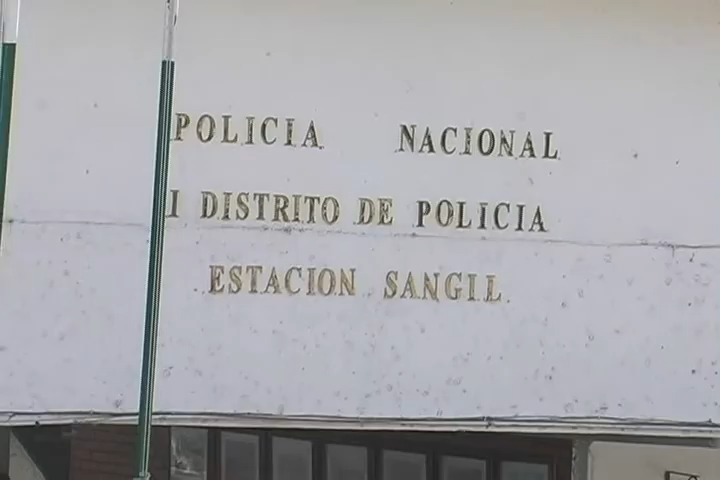 POLICIA NACIONAL
I DISTRITO DE POLICIA
ESTACION SANGIL